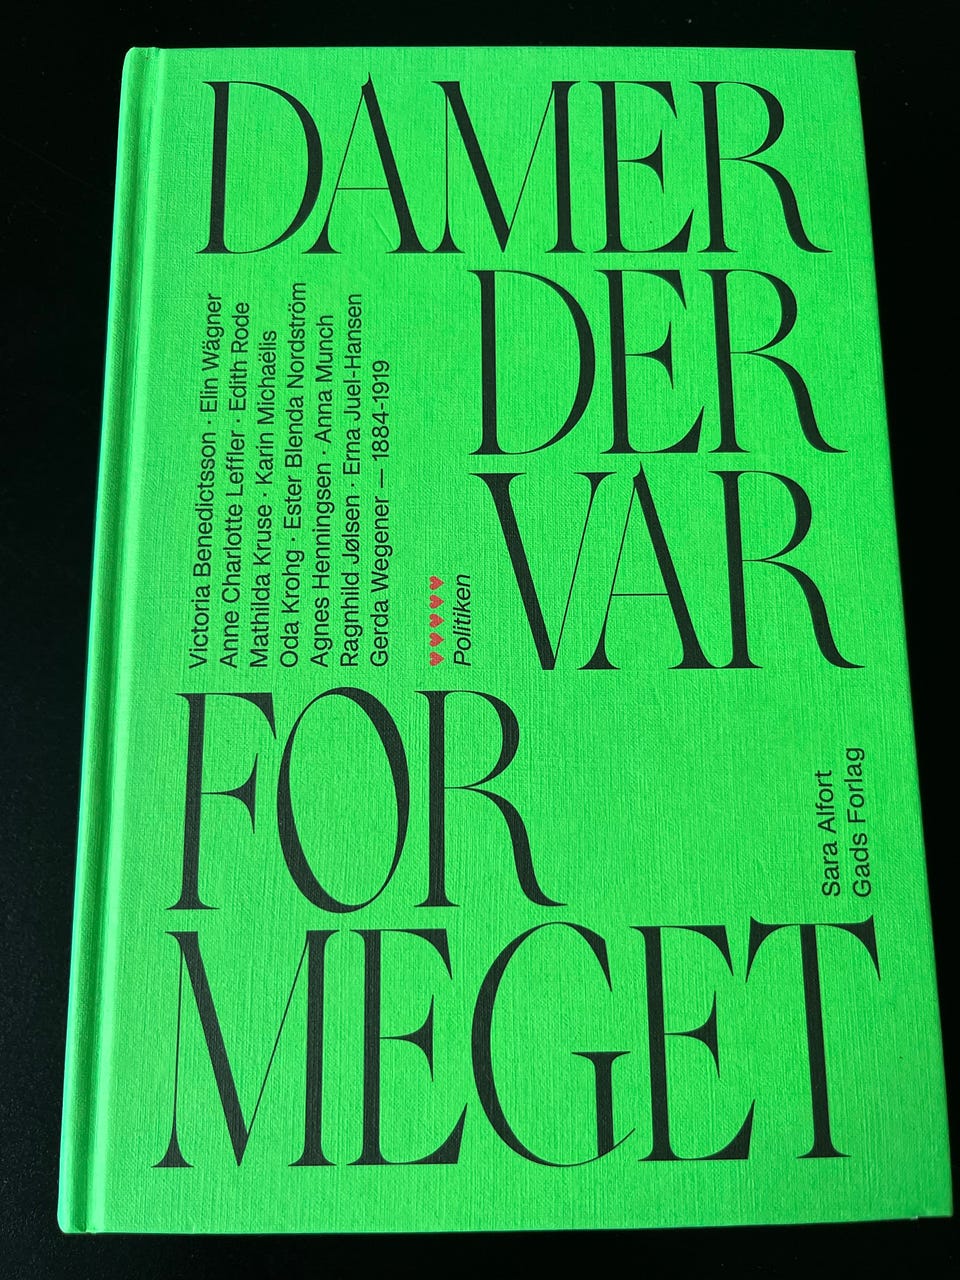 DAMER
DER
VAR
FOR
MEGET
Victoria Benedictsson · Elin Wägner
Anne Charlotte Leffler · Edith Rode
Mathilda Kruse · Karin Michaëlis
Oda Krohg · Ester Blenda Nordström
Agnes Henningsen · Anna Munch
Ragnhild Jølsen · Erna Juel-Hansen
Gerda Wegener — 1884-1919
♥♥♥♥♥
Politiken
Sara Alfort
Gads Forlag